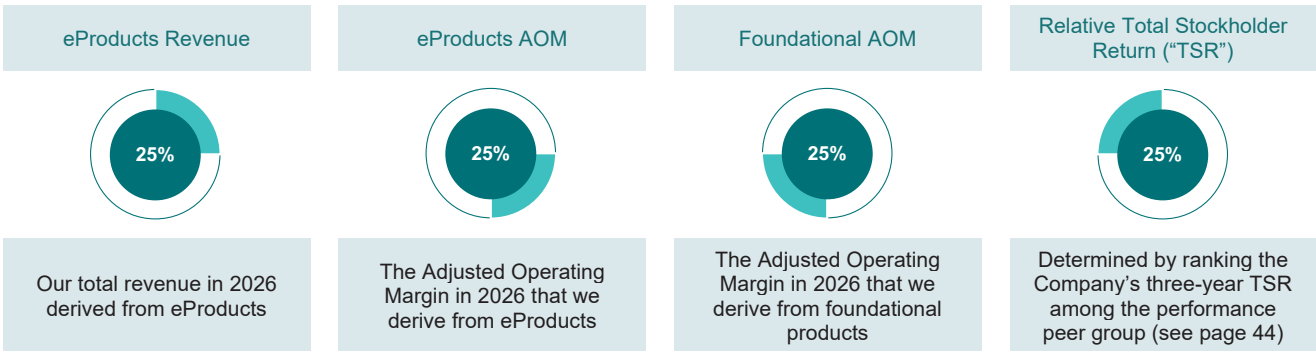 eProducts Revenue
25%
Our total revenue in 2026
derived from eProducts
eProducts AOM
25%
The Adjusted Operating
Margin in 2026 that we
derive from eProducts
Foundational AOM
25%
The Adjusted Operating
Margin in 2026 that we
derive from foundational
products
Relative Total Stockholder
Return (“TSR”)
25%
Determined by ranking the
Company’s three-year TSR
among the performance
peer group (see page 44)